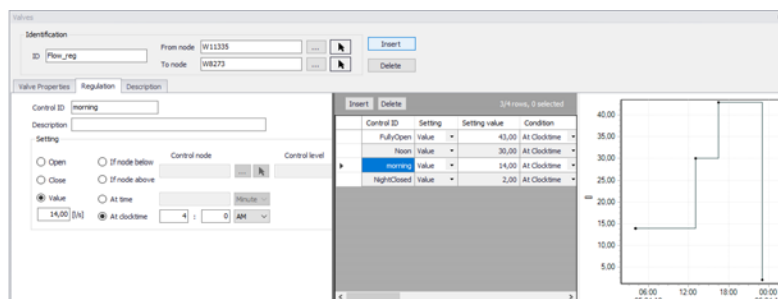 Valves
Identification
ID Flow_reg
From node W11335 ...
To node W8273 ...
Insert
Delete
Valve Properties Regulation Description
Control ID morning
Description
Setting
Open
Close
Value
14,00 [l/s]
If node below
If node above
At time
At clocktime
Control node
...
Control level
Minute
4 : 0 AM
Insert Delete 3/4 rows, 0 selected
Control ID Setting Setting value Condition
FullyOpen Value 43,00 At Clocktime
Noon Value 30,00 At Clocktime
morning Value 14,00 At Clocktime
NightClosed Value 2,00 At Clocktime
40,00
35,00
30,00
25,00
20,00
15,00
10,00
5,00
06:00 12:00 18:00 00:00